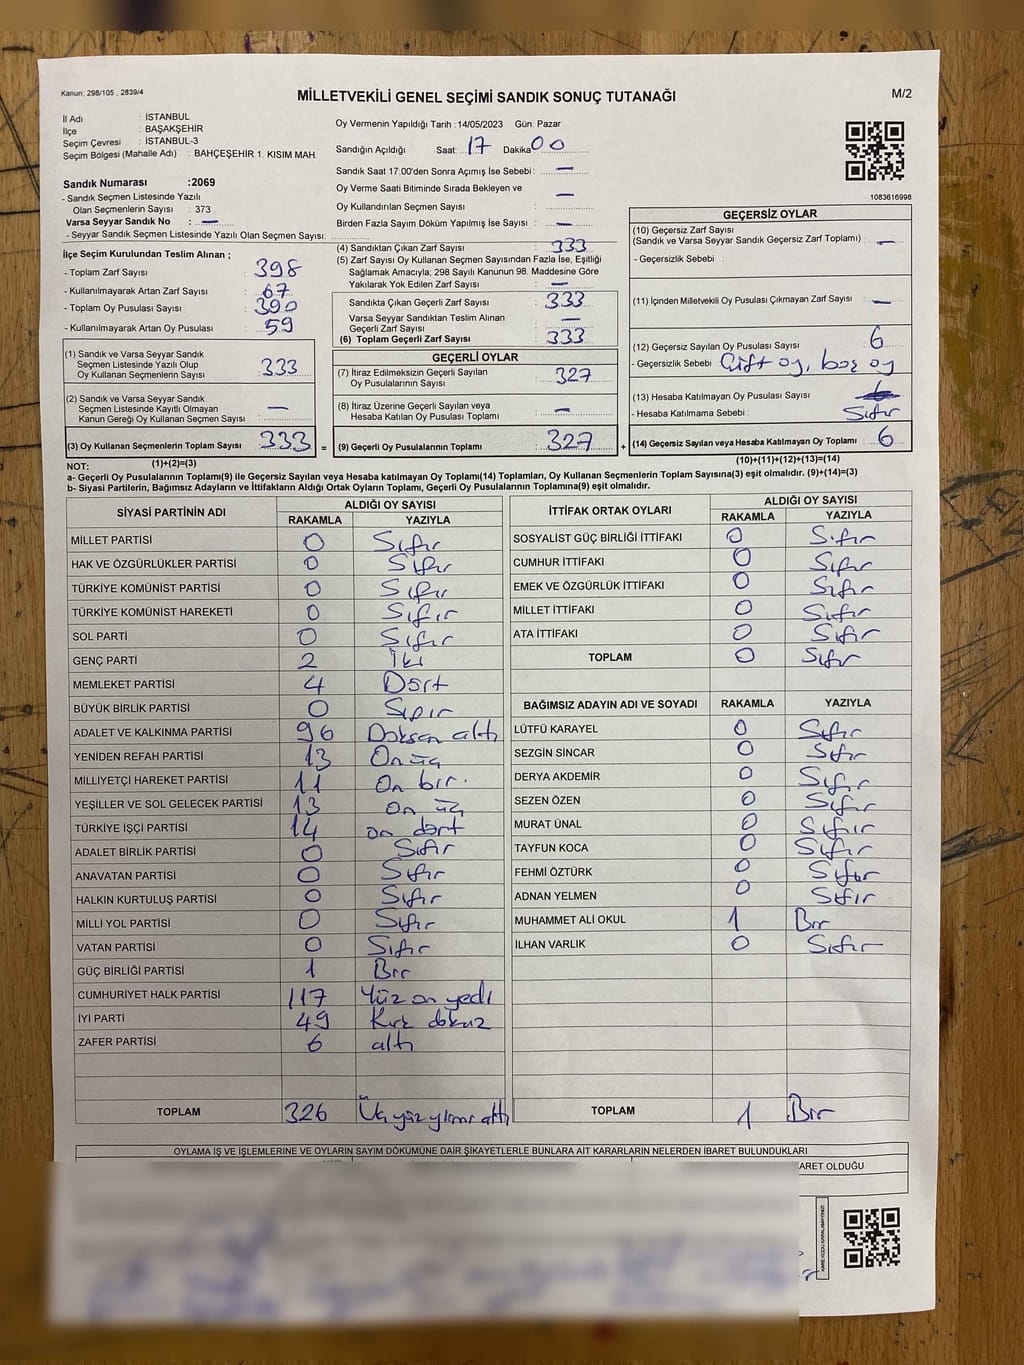 Kanun: 298/105 , 2839/4
MİLLETVEKİLİ GENEL SEÇİMİ SANDIK SONUÇ TUTANAĞI
M/2
İl Adı : İSTANBUL
İlçe : BAŞAKŞEHİR
Seçim Çevresi : İSTANBUL-3
Seçim Bölgesi (Mahalle Adı) : BAHÇEŞEHİR 1. KISIM MAH.
Sandık Numarası :2069
- Sandık Seçmen Listesinde Yazılı
Olan Seçmenlerin Sayısı : 373
Varsa Seyyar Sandık No : —
- Seyyar Sandık Seçmen Listesinde Yazılı Olan Seçmen Sayısı:
Oy Vermenin Yapıldığı Tarih :14/05/2023 Gün: Pazar
Sandığın Açıldığı Saat: 17 Dakika 00
Sandık Saat 17:00'den Sonra Açımış İse Sebebi : —
Oy Verme Saati Bitiminde Sırada Bekleyen ve
Oy Kullandırılan Seçmen Sayısı : —
Birden Fazla Sayım Döküm Yapılmış İse Sayısı : —
1083616998
İlçe Seçim Kurulundan Teslim Alınan ;
- Toplam Zarf Sayısı : 398
- Kullanılmayarak Artan Zarf Sayısı : 67
- Toplam Oy Pusulası Sayısı : 390
- Kullanılmayarak Artan Oy Pusulası : 59
(4) Sandıktan Çıkan Zarf Sayısı : 333
(5) Zarf Sayısı Oy Kullanan Seçmen Sayısından Fazla İse, Eşitliği
Sağlamak Amacıyla; 298 Sayılı Kanunun 98. Maddesine Göre
Yakılarak Yok Edilen Zarf Sayısı : —
Sandıkta Çıkan Geçerli Zarf Sayısı : 333
Varsa Seyyar Sandıktan Teslim Alınan
Geçerli Zarf Sayısı : —
(6) Toplam Geçerli Zarf Sayısı : 333
GEÇERSİZ OYLAR
(10) Geçersiz Zarf Sayısı
(Sandık ve Varsa Seyyar Sandık Geçersiz Zarf Toplamı) : —
- Geçersizlik Sebebi :
(11) İçinden Milletvekili Oy Pusulası Çıkmayan Zarf Sayısı : —
(12) Geçersiz Sayılan Oy Pusulası Sayısı : 6
- Geçersizlik Sebebi : Çift oy, boş oy
(13) Hesaba Katılmayan Oy Pusulası Sayısı :
- Hesaba Katılmama Sebebi : Sıfır
(14) Geçersiz Sayılan veya Hesaba Katılmayan Oy Toplamı : 6
(10)+(11)+(12)+(13)=(14)
(1) Sandık ve Varsa Seyyar Sandık
Seçmen Listesinde Yazılı Olup
Oy Kullanan Seçmenlerin Sayısı : 333
(2) Sandık ve Varsa Seyyar Sandık
Seçmen Listesinde Kayıtlı Olmayan
Kanun Gereği Oy Kullanan Seçmen Sayısı : —
(3) Oy Kullanan Seçmenlerin Toplam Sayısı : 333 =
(1)+(2)=(3)
GEÇERLİ OYLAR
(7) İtiraz Edilmeksizin Geçerli Sayılan
Oy Pusulalarının Sayısı : 327
(8) İtiraz Üzerine Geçerli Sayılan veya
Hesaba Katılan Oy Pusulalarının Sayısı : —
(9) Geçerli Oy Pusulalarının Toplamı : 327 +
NOT:
a- Geçerli Oy Pusulalarının Toplamı(9) ile Geçersiz Sayılan veya Hesaba katılmayan Oy Toplamı(14) Toplamları, Oy Kullanan Seçmenlerin Toplam Sayısına(3) eşit olmalıdır. (9)+(14)=(3)
b- Siyasi Partilerin, Bağımsız Adayların ve İttifakların Aldığı Ortak Oyların Toplamı, Geçerli Oy Pusulalarının Toplamına(9) eşit olmalıdır.
SİYASİ PARTİNİN ADI ALDIĞI OY SAYISI
RAKAMLA YAZIYLA
MİLLET PARTİSİ 0 Sıfır
HAK VE ÖZGÜRLÜKLER PARTİSİ 0 Sıfır
TÜRKİYE KOMÜNİST PARTİSİ 0 Sıfır
TÜRKİYE KOMÜNİST HAREKETİ 0 Sıfır
SOL PARTİ 0 Sıfır
GENÇ PARTİ 2 İki
MEMLEKET PARTİSİ 4 Dört
BÜYÜK BİRLİK PARTİSİ 0 Sıfır
ADALET VE KALKINMA PARTİSİ 96 Doksan altı
YENİDEN REFAH PARTİSİ 13 On üç
MİLLİYETÇİ HAREKET PARTİSİ 11 On bir.
YEŞİLLER VE SOL GELECEK PARTİSİ 13 on üç
TÜRKİYE İŞÇİ PARTİSİ 14 on dört
ADALET BİRLİK PARTİSİ 0 Sıfır
ANAVATAN PARTİSİ 0 Sıfır
HALKIN KURTULUŞ PARTİSİ 0 Sıfır
MİLLİ YOL PARTİSİ 0 Sıfır
VATAN PARTİSİ 0 Sıfır
GÜÇ BİRLİĞİ PARTİSİ 1 Bir
CUMHURİYET HALK PARTİSİ 117 Yüz on yedi
İYİ PARTİ 49 Kırk dokuz
ZAFER PARTİSİ 6 altı
TOPLAM 326 Üç yüz yirmi altı
İTTİFAK ORTAK OYLARI ALDIĞI OY SAYISI
RAKAMLA YAZIYLA
SOSYALİST GÜÇ BİRLİĞİ İTTİFAKI 0 Sıfır
CUMHUR İTTİFAKI 0 Sıfır
EMEK VE ÖZGÜRLÜK İTTİFAKI 0 Sıfır
MİLLET İTTİFAKI 0 Sıfır
ATA İTTİFAKI 0 Sıfır
TOPLAM 0 Sıfır
BAĞIMSIZ ADAYIN ADI VE SOYADI RAKAMLA YAZIYLA
LÜTFÜ KARAYEL 0 Sıfır
SEZGİN SİNCAR 0 Sıfır
DERYA AKDEMİR 0 Sıfır
SEZEN ÖZEN 0 Sıfır
MURAT ÜNAL 0 Sıfır
TAYFUN KOCA 0 Sıfır
FEHMİ ÖZTÜRK 0 Sıfır
ADNAN YELMEN 0 Sıfır
MUHAMMET ALİ OKUL 1 Bir
İLHAN VARLIK 0 Sıfır
TOPLAM 1 Bir
OYLAMA İŞ VE İŞLEMLERİNE VE OYLARIN SAYIM DÖKÜMÜNE DAİR ŞİKAYETLERLE BUNLARA AİT KARARLARIN NELERDEN İBARET BULUNDUKLARI
ARET OLDUĞU